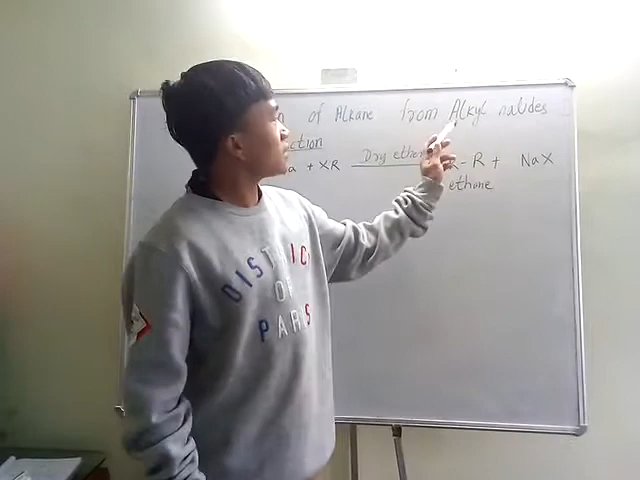 of Alkane from Alkyl halides
ction
a + XR Dry ether R - R + NaX
ethane
DISTRICT
OF
PARIS